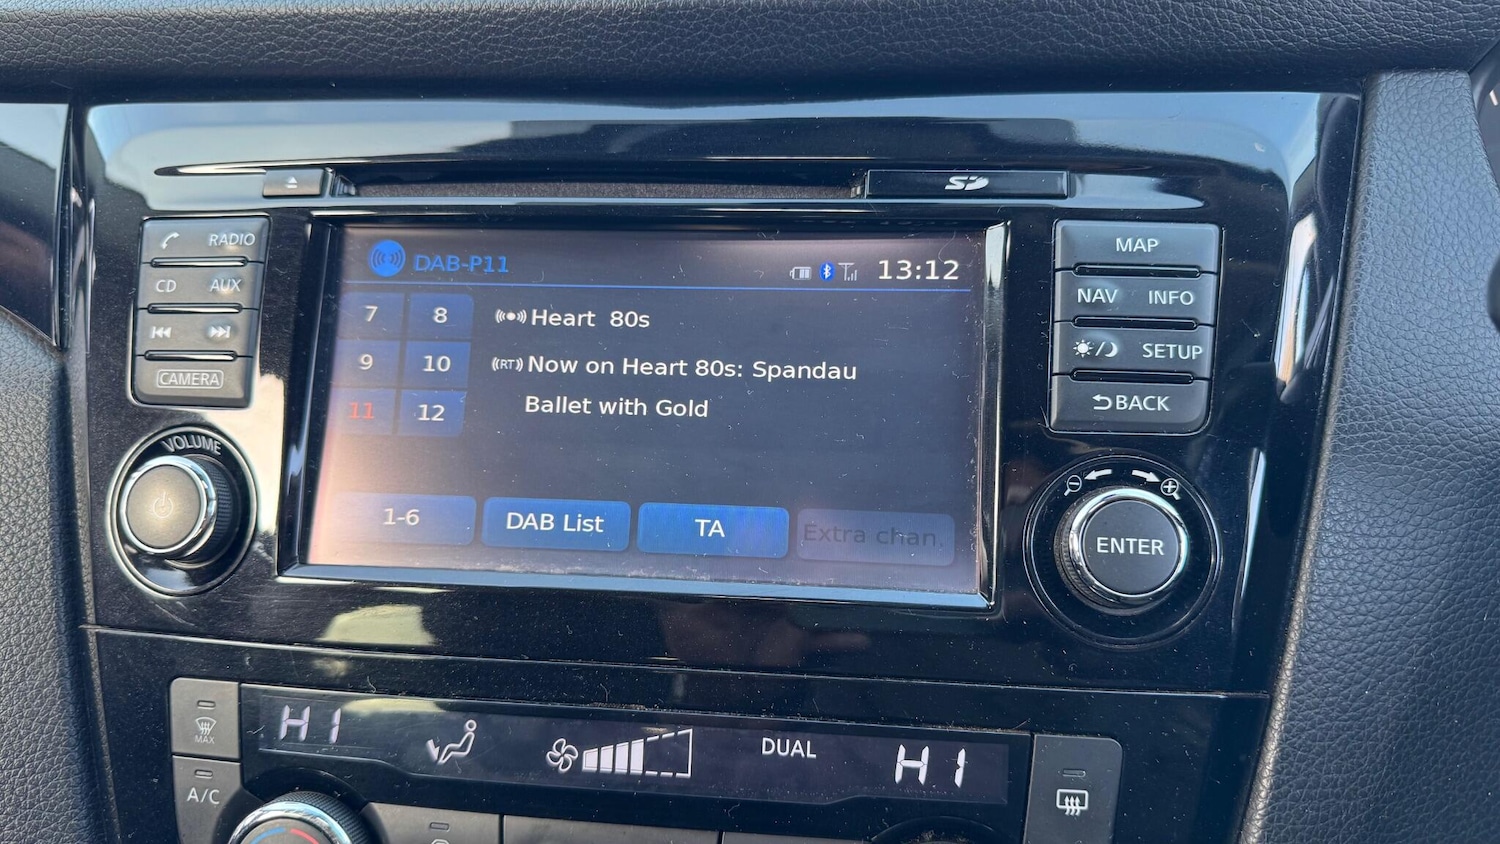 SD
RADIO
CD AUX
CAMERA
VOLUME
DAB-P11 13:12
7 8
9 10
11 12
((•)) Heart 80s
((RT)) Now on Heart 80s: Spandau
Ballet with Gold
1-6 DAB List TA Extra chan.
MAP
NAV INFO
SETUP
BACK
ENTER
MAX
A/C
HI DUAL HI